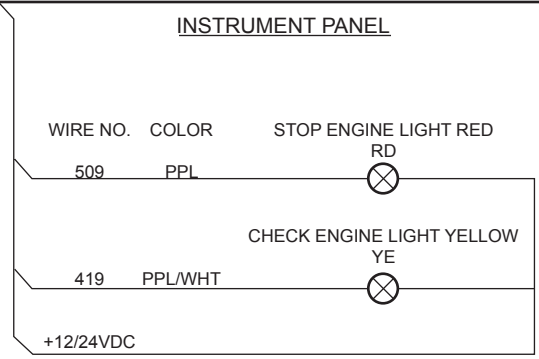 INSTRUMENT PANEL
WIRE NO. COLOR STOP ENGINE LIGHT RED
RD
509 PPL
CHECK ENGINE LIGHT YELLOW
YE
419 PPL/WHT
+12/24VDC